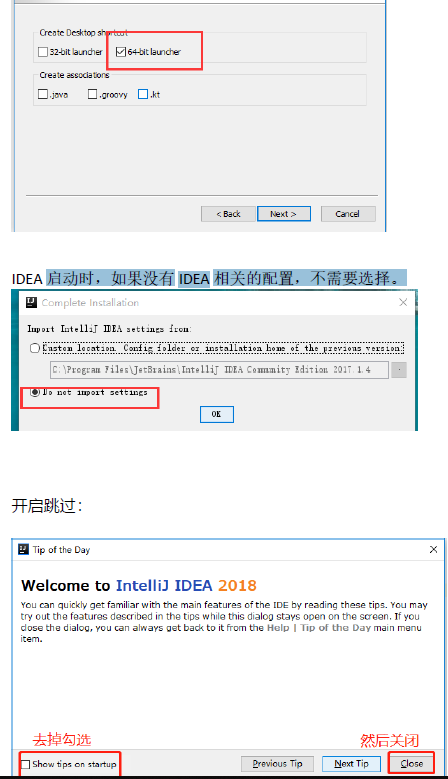 Create Desktop shortcut
32-bit launcher 64-bit launcher
Create associations
.java .groovy .kt
< Back Next > Cancel
IDEA 启动时，如果没有 IDEA 相关的配置，不需要选择。
Complete Installation
Import IntelliJ IDEA settings from:
Custom location. Config folder or installation home of the previous version:
C:\Program Files\JetBrains\IntelliJ IDEA Community Edition 2017.1.4
Do not import settings
OK
开启跳过：
Tip of the Day
Welcome to IntelliJ IDEA 2018
You can quickly get familiar with the main features of the IDE by reading these tips. You may
try out the features described in the tips while this dialog stays open on the screen. If you
close the dialog, you can always get back to it from the Help | Tip of the Day main menu
item.
去掉勾选 然后关闭
Show tips on startup Previous Tip Next Tip Close